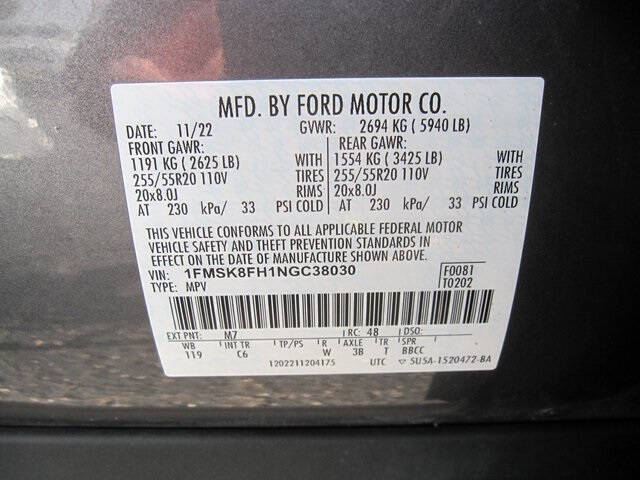 MFD. BY FORD MOTOR CO.
DATE: 11/22 GVWR: 2694 KG ( 5940 LB)
FRONT GAWR: REAR GAWR:
1191 KG ( 2625 LB) WITH 1554 KG ( 3425 LB) WITH
255/55R20 110V TIRES 255/55R20 110V TIRES
20x8.0J RIMS 20x8.0J RIMS
AT 230 kPa/ 33 PSI COLD AT 230 kPa/ 33 PSI COLD
THIS VEHICLE CONFORMS TO ALL APPLICABLE FEDERAL MOTOR
VEHICLE SAFETY AND THEFT PREVENTION STANDARDS
IN EFFECT ON THE DATE OF MANUFACTURE SHOWN ABOVE.
VIN: 1FMSK8FH1NGC38030 F0081
TYPE: MPV T0202
EXT PNT: M7 RC: 48 DSO:
WB INT TR TP/PS R AXLE TR SPR
119 C6 W 3B T BBCC
1202211204175 UTC 5U5A-1520472-BA